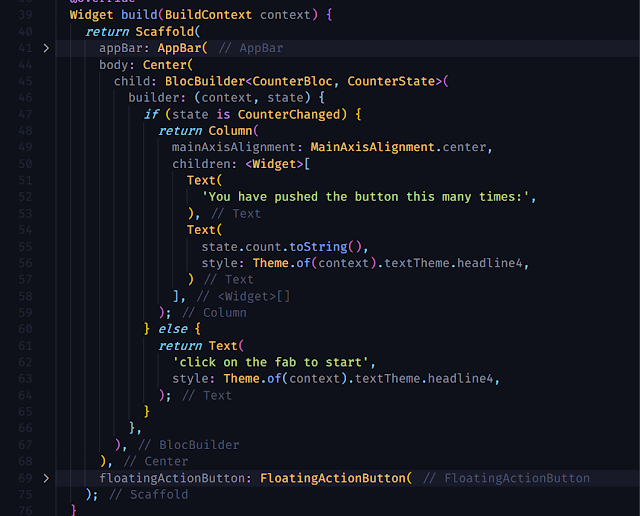 38 @override
39 Widget build(BuildContext context) {
40 return Scaffold(
41 appBar: AppBar( // AppBar
44 body: Center(
45 child: BlocBuilder<CounterBloc, CounterState>(
46 builder: (context, state) {
47 if (state is CounterChanged) {
48 return Column(
49 mainAxisAlignment: MainAxisAlignment.center,
50 children: <Widget>[
51 Text(
52 'You have pushed the button this many times:',
53 ), // Text
54 Text(
55 state.count.toString(),
56 style: Theme.of(context).textTheme.headline4,
57 ) // Text
58 ], // <Widget>[]
59 ); // Column
60 } else {
61 return Text(
62 'click on the fab to start',
63 style: Theme.of(context).textTheme.headline4,
64 ); // Text
65 }
66 },
67 ), // BlocBuilder
68 ), // Center
69 floatingActionButton: FloatingActionButton( // FloatingActionButton
75 ); // Scaffold
76 }